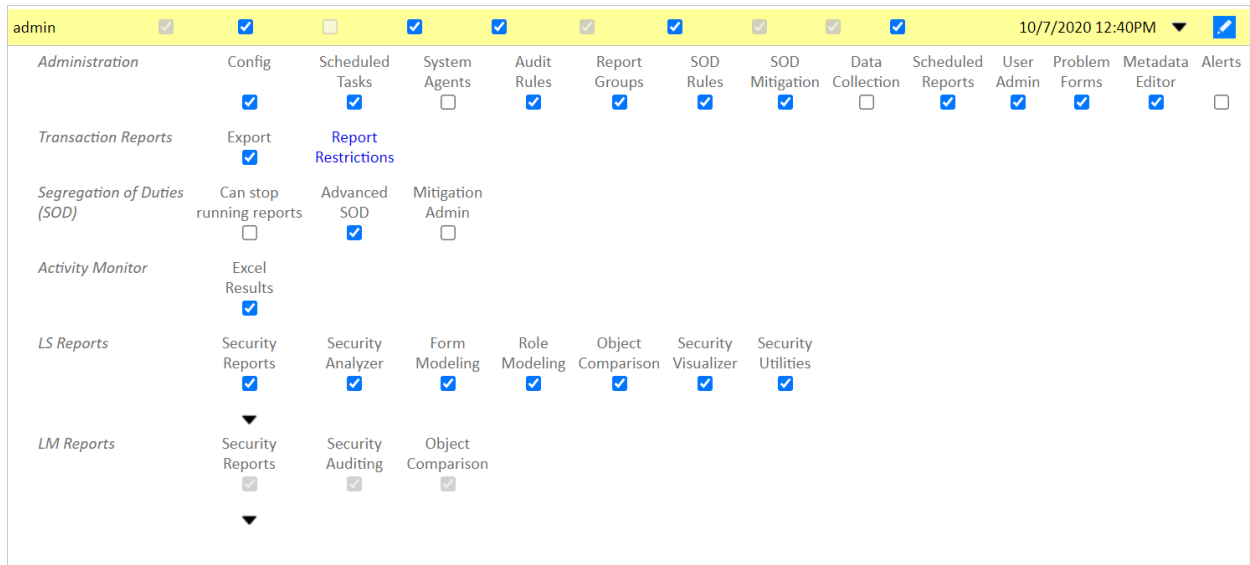 admin 10/7/2020 12:40PM
Administration Config Scheduled System Audit Report SOD SOD Data Scheduled User Problem Metadata Alerts
Tasks Agents Rules Groups Rules Mitigation Collection Reports Admin Forms Editor
Transaction Reports Export Report
Restrictions
Segregation of Duties Can stop Advanced Mitigation
(SOD) running reports SOD Admin
Activity Monitor Excel
Results
LS Reports Security Security Form Role Object Security Security
Reports Analyzer Modeling Modeling Comparison Visualizer Utilities
LM Reports Security Security Object
Reports Auditing Comparison